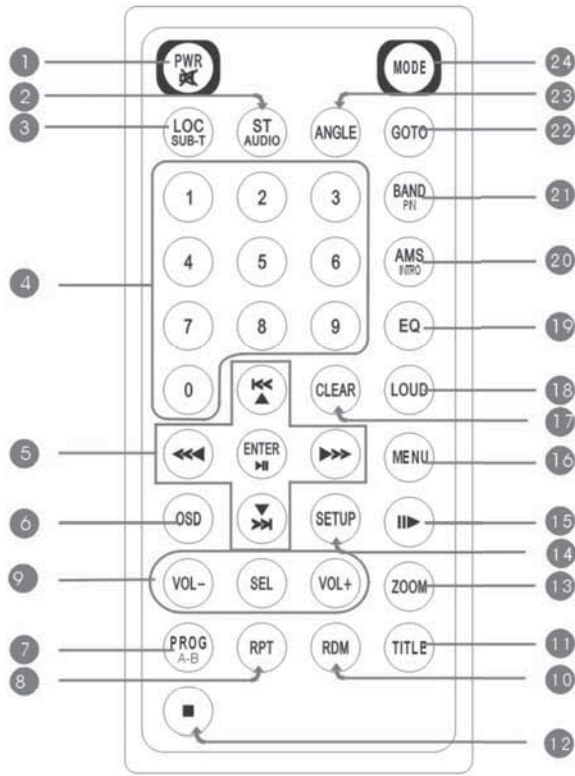 1 PWR MODE 24
2 23
3 LOC ST ANGLE GOTO 22
SUB-T AUDIO
1 2 3 BAND 21
PIN
4 4 5 6 AMS 20
INTRO
7 8 9 EQ 19
0 CLEAR LOUD 18
17
5 ENTER MENU 16
6 OSD SETUP 15
14
9 VOL- SEL VOL+ ZOOM 13
7 PROG RPT RDM TITLE 11
A-B
8 10
12